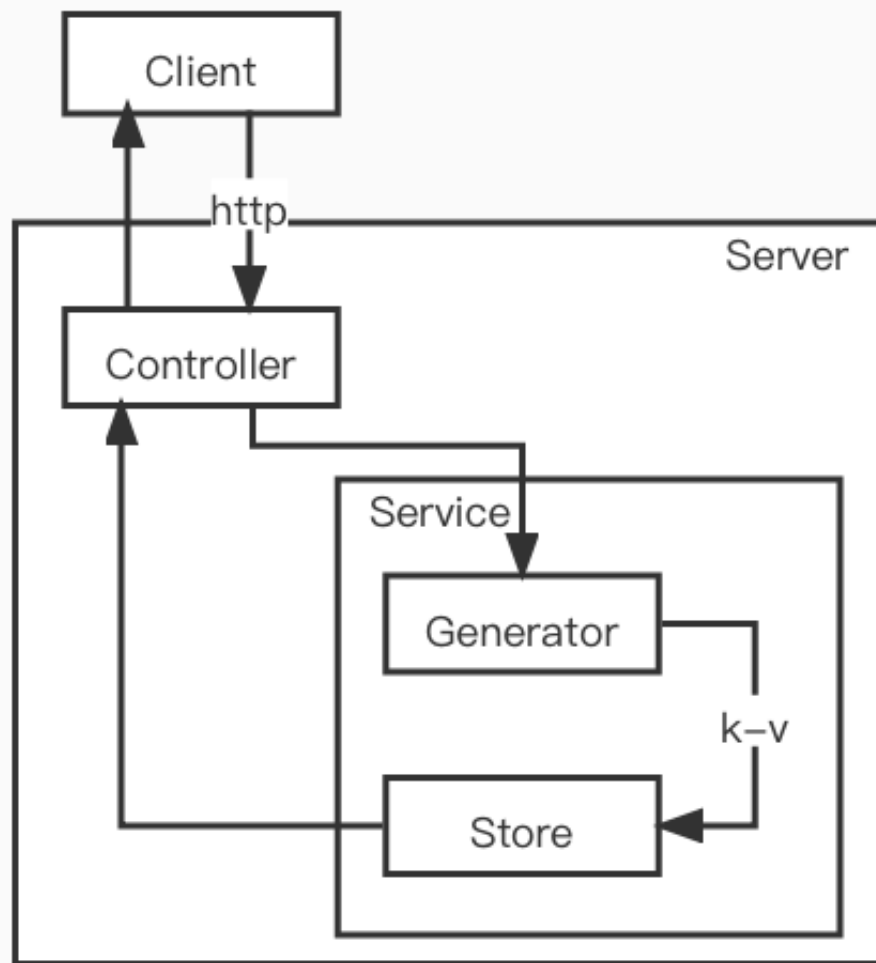 Client
http
Server
Controller
Service
Generator
k–v
Store